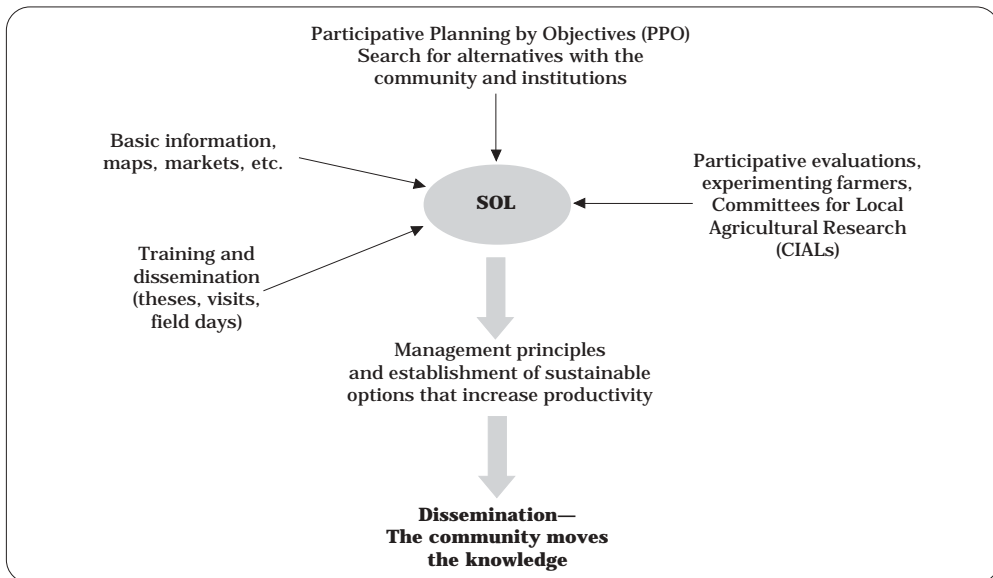 Participative Planning by Objectives (PPO)
Search for alternatives with the
community and institutions
Basic information,
maps, markets, etc.
Participative evaluations,
experimenting farmers,
Committees for Local
Agricultural Research
(CIALs)
SOL
Training and
dissemination
(theses, visits,
field days)
Management principles
and establishment of sustainable
options that increase productivity
Dissemination—
The community moves
the knowledge